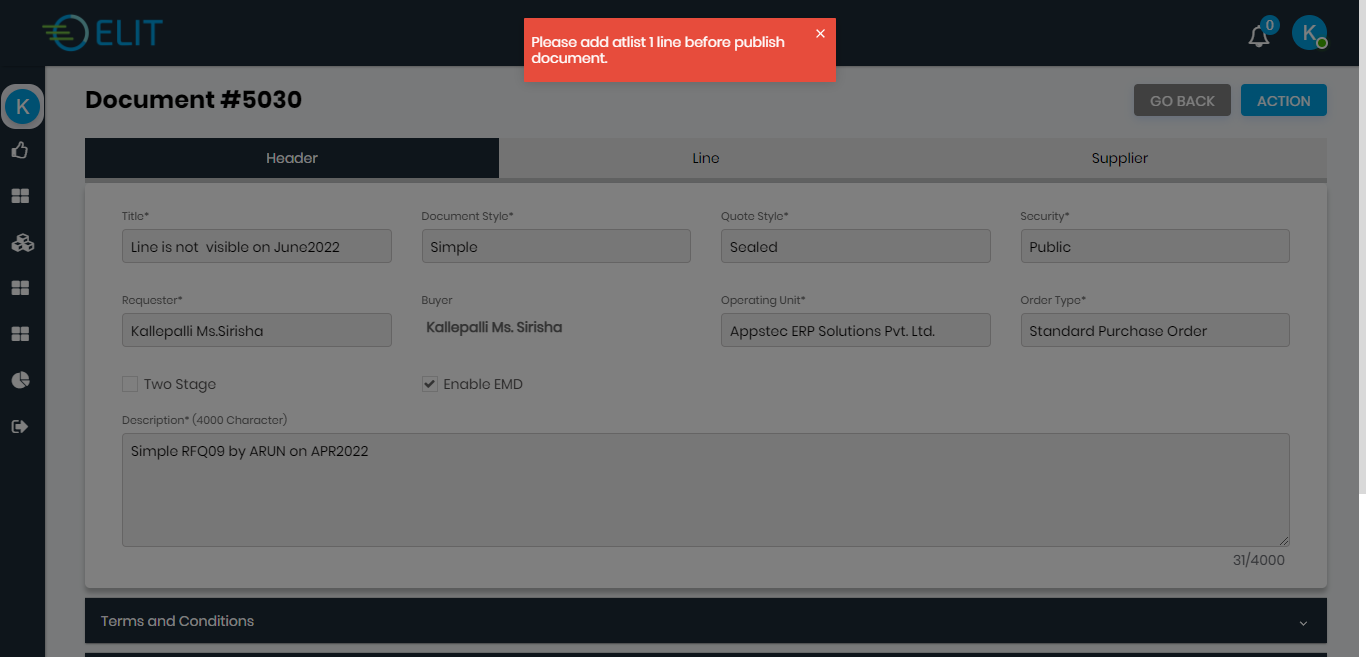 ELIT
Please add atlist 1 line before publish
document.
×
0
K
K
Document #5030
GO BACK
ACTION
Header
Line
Supplier
Title*
Document Style*
Quote Style*
Security*
Line is not  visible on June2022
Simple
Sealed
Public
Requester*
Buyer
Operating Unit*
Order Type*
Kallepalli Ms.Sirisha
Kallepalli Ms. Sirisha
Appstec ERP Solutions Pvt. Ltd.
Standard Purchase Order
Two Stage
Enable EMD
Description* (4000 Character)
Simple RFQ09 by ARUN on APR2022
31/4000
Terms and Conditions